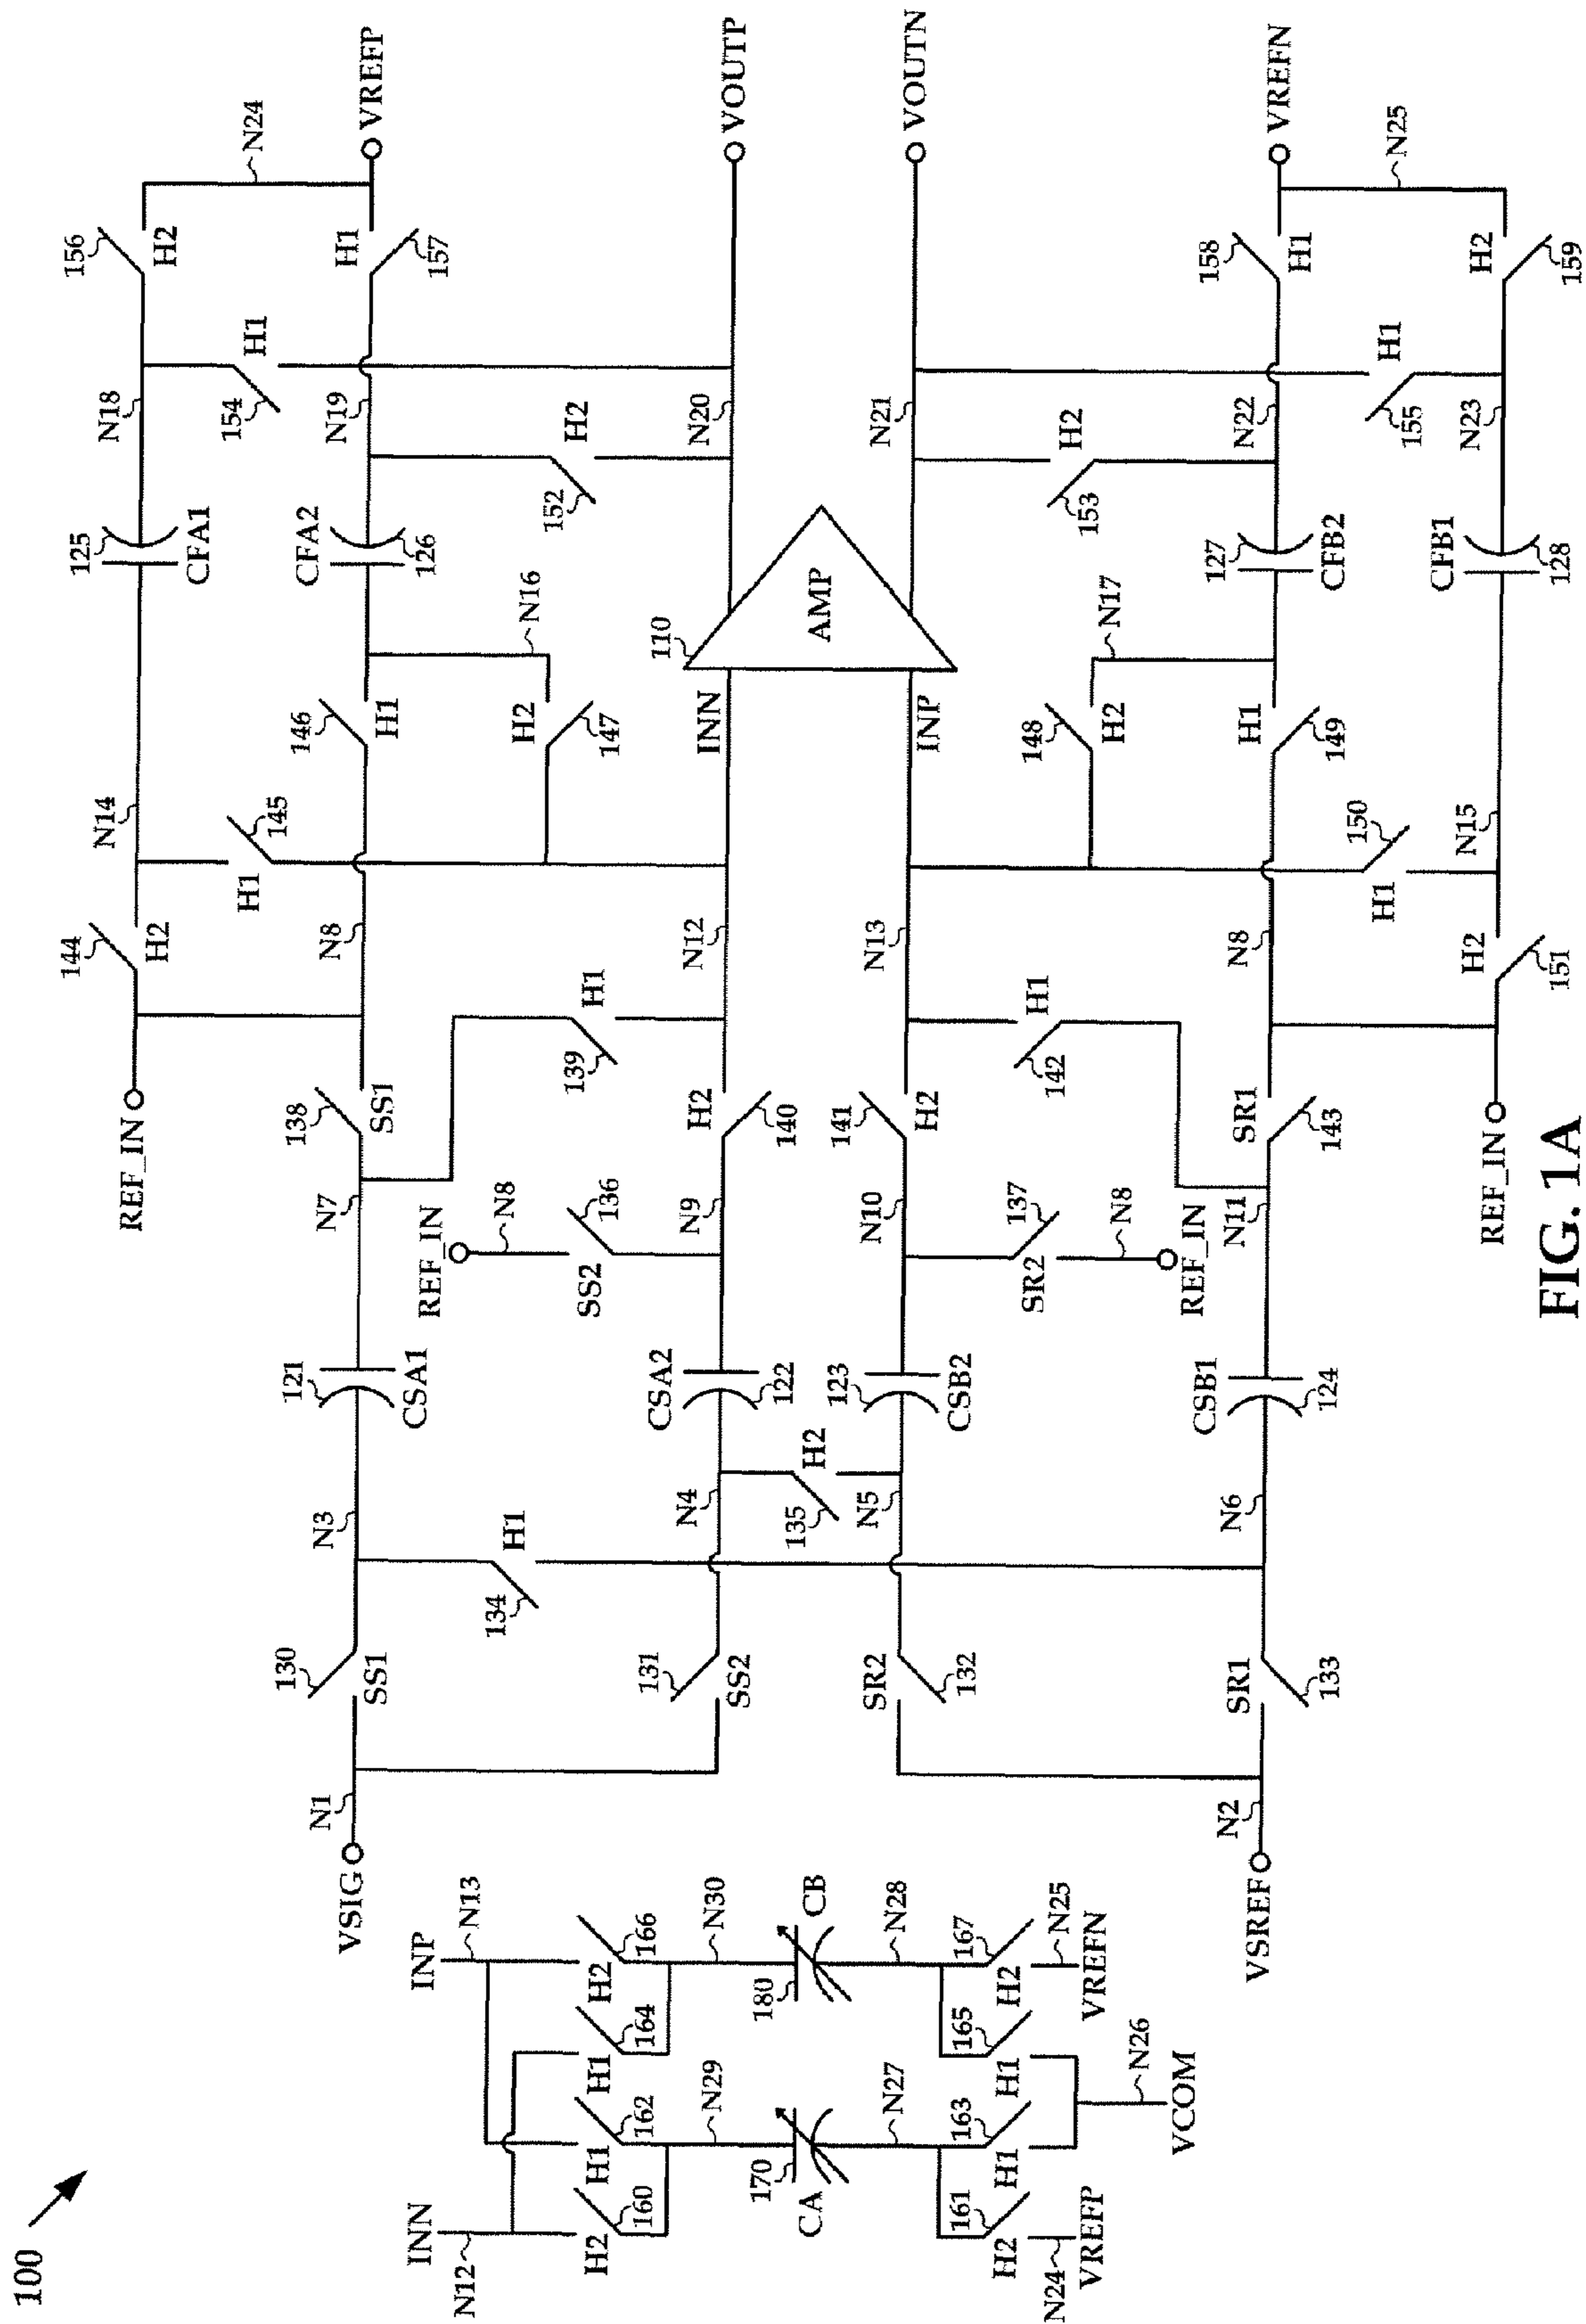 100
INN
N12
INP
N13
H2
160
H1
162
H1
164
H2
166
N29
N30
170
CA
180
CB
N27
N28
H2
161
H1
163
H1
165
H2
167
N24
VREFP
N26
VCOM
N25
VREFN
VSIG
N1
130
SS1
N3
121
CSA1
N7
138
SS1
REF_IN
144
H2
N14
145
H1
N8
146
H1
125
CFA1
CFA2
126
N18
154
H1
N19
156
H2
H1
157
N24
VREFP
134
H1
131
SS2
N4
CSA2
122
REF_IN
N8
136
SS2
N9
139
H1
H2
140
N12
H2
147
N16
INN
110
AMP
152
H2
N20
VOUTP
135
H2
SR2
132
N5
123
CSB2
N10
137
SR2
N8
REF_IN
141
H2
142
H1
N13
INP
148
H2
N17
153
H2
N21
VOUTN
VSREF
N2
SR1
133
N6
CSB1
124
N11
SR1
143
N8
H1
149
150
H1
127
CFB2
N22
158
H1
VREFN
REF_IN
H2
151
N15
CFB1
128
155
H1
N23
H2
159
N25
FIG. 1A